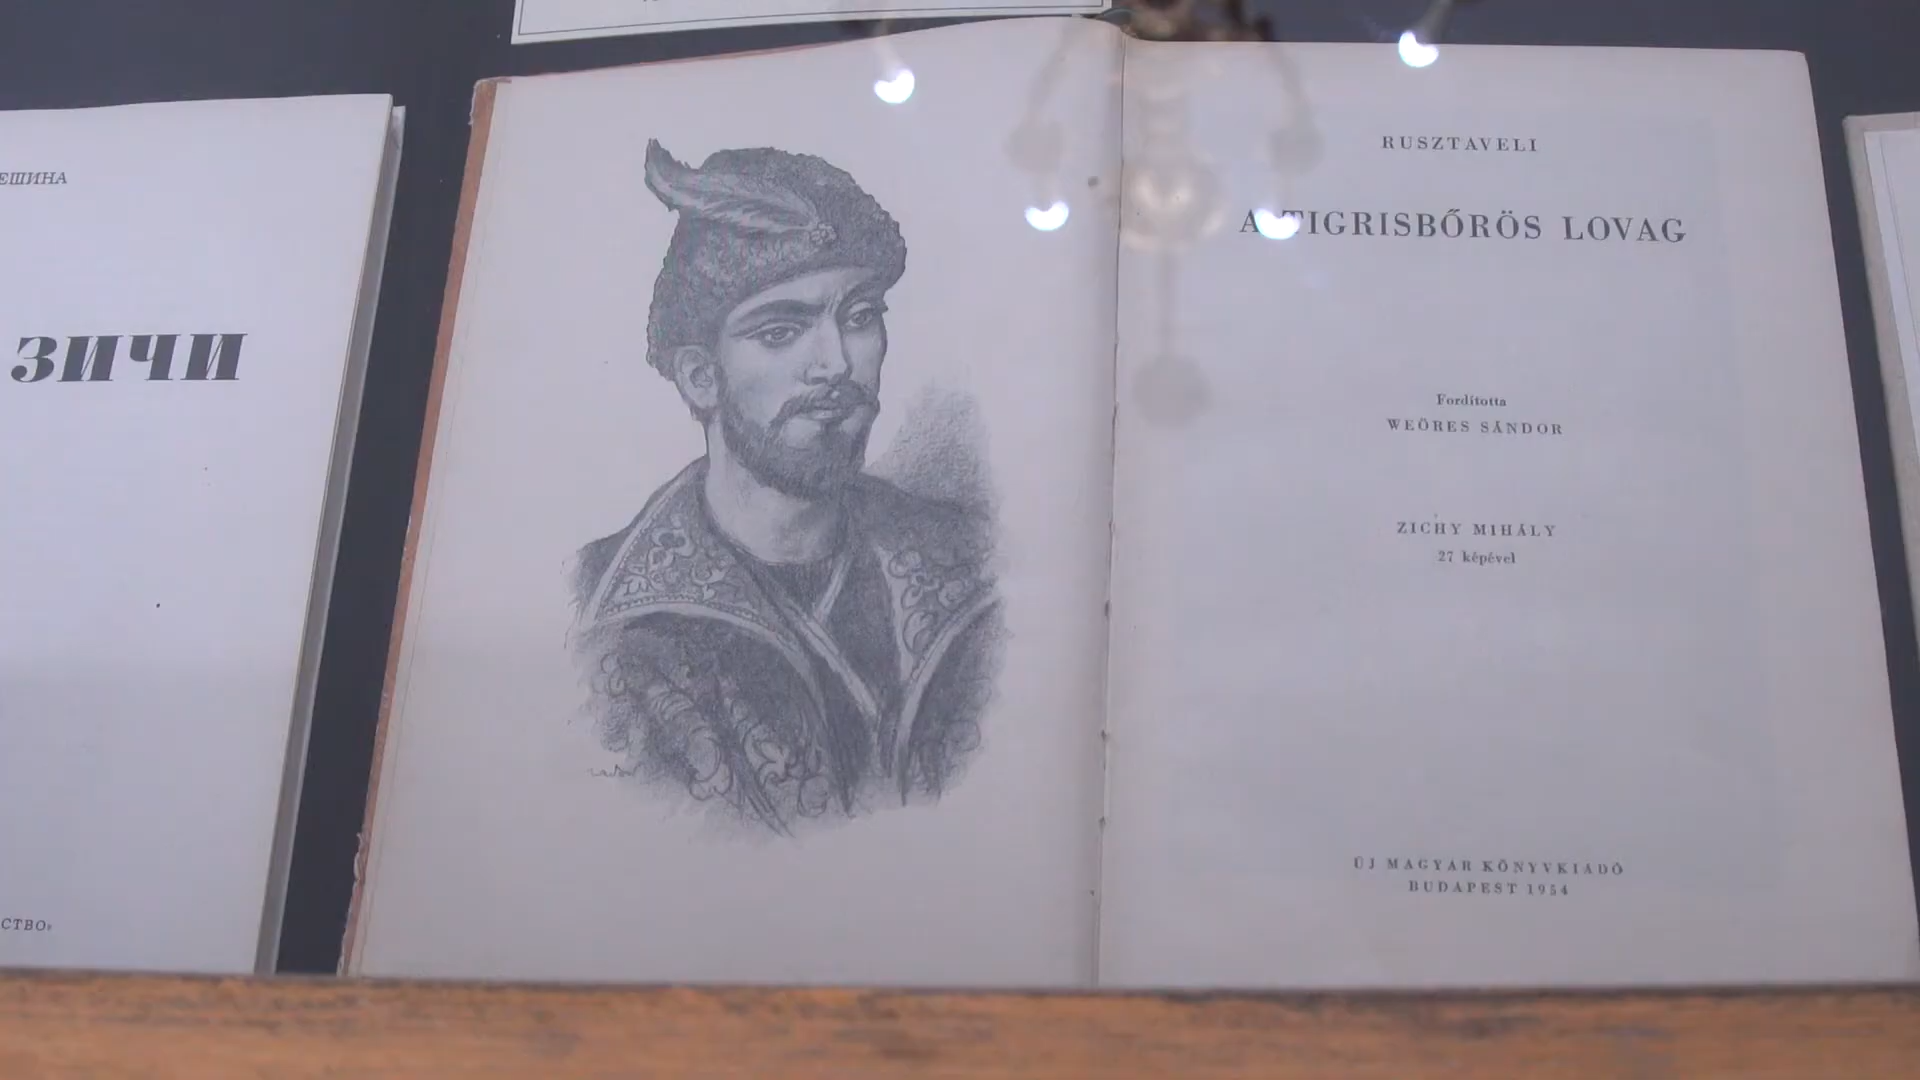 ЕШИНА
ЗИЧИ
СТВО»
RUSZTAVELI
A TIGRISBŐRÖS LOVAG
Fordította
WEÖRES SÁNDOR
ZICHY MIHÁLY
27 képével
ÚJ MAGYAR KÖNYVKIADÓ
BUDAPEST 1954